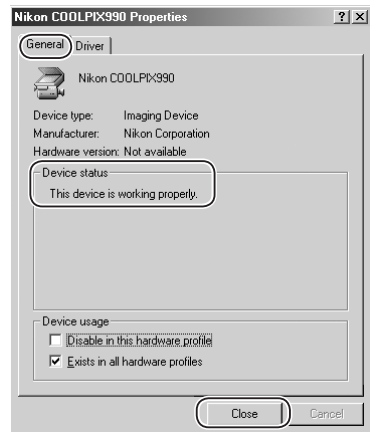 Nikon COOLPIX990 Properties
General Driver
Nikon COOLPIX990
Device type: Imaging Device
Manufacturer: Nikon Corporation
Hardware version: Not available
Device status
This device is working properly.
Device usage
Disable in this hardware profile
Exists in all hardware profiles
Close Cancel